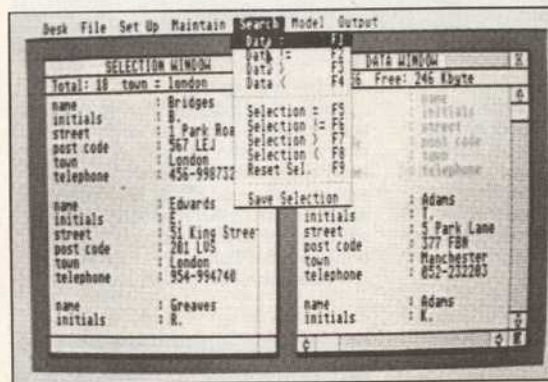 Desk File Set Up Maintain Search Model Output
Data = F1
Data != F2
Data > F3
Data < F4
Selection = F5
Selection != F6
Selection > F7
Selection < F8
Reset Sel. F9
Save Selection
SELECTION WINDOW
Total: 18 town = london
name : Bridges
initials : B.
street : 1 Park Roa
post code : 567 LEJ
town : London
telephone : 456-998732
name : Edwards
initials : E.
street : 51 King Stree
post code : 281 LUS
town : London
telephone : 954-994740
name : Greaves
initials : R.
DATA WINDOW
56 Free: 246 Kbyte
name
initials
street
post code
town
: Adams
initials : T.
street : 5 Park Lane
post code : 377 FBN
town : Manchester
telephone : 052-232203
name : Adams
initials : K.